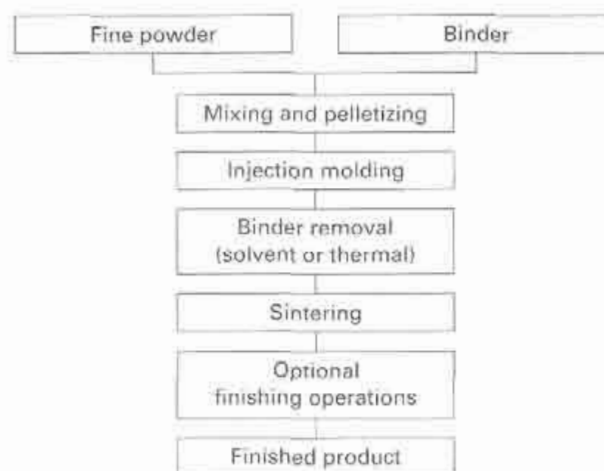 Fine powder
Binder
Mixing and pelletizing
Injection molding
Binder removal
(solvent or thermal)
Sintering
Optional
finishing operations
Finished product